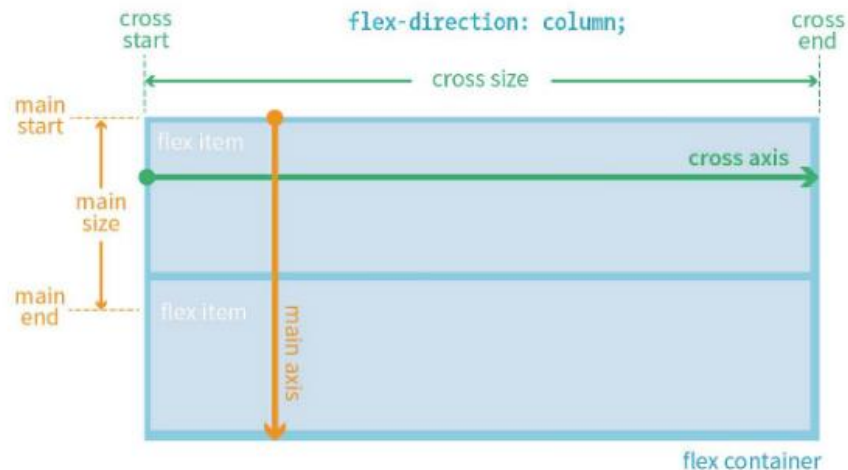 flex-direction: column;
cross
start
cross
end
cross size
main
start
flex item
cross axis
main
size
main
end
flex item
main axis
flex container